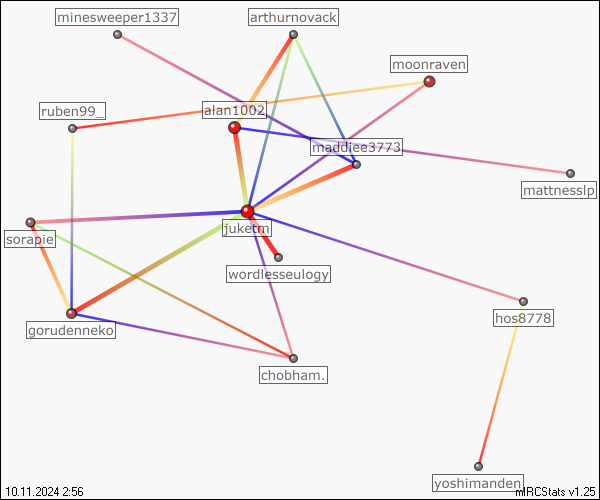 minesweeper1337
arthurnovack
moonraven
ruben99_
alan1002
maddiee3773
mattnesslp
sorapie
juketm
wordlesseulogy
gorudenneko
hos8778
chobham.
yoshimanden
10.11.2024 2:56
mIRCStats v1.25